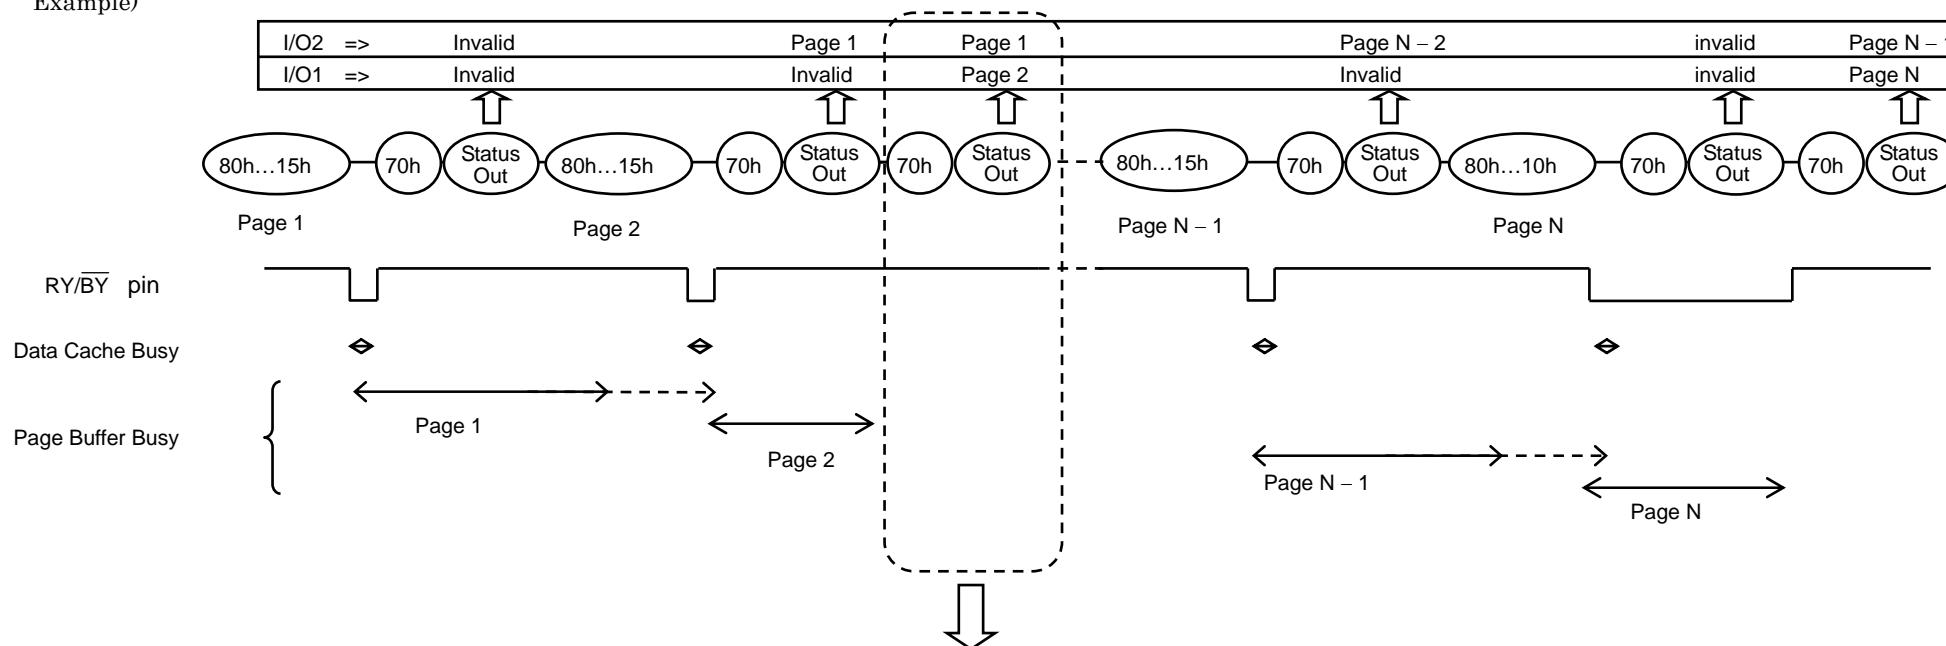 Example)
I/O2 => Invalid Page 1 Page 1 Page N – 2 invalid Page N – 1
I/O1 => Invalid Invalid Page 2 Invalid invalid Page N
80h…15h 70h Status Out 80h…15h 70h Status Out 70h Status Out 80h…15h 70h Status Out 80h…10h 70h Status Out 70h Status Out
Page 1 Page 2 Page N – 1 Page N
RY/BY pin
Data Cache Busy
Page 1
Page Buffer Busy
Page 2
Page N – 1
Page N